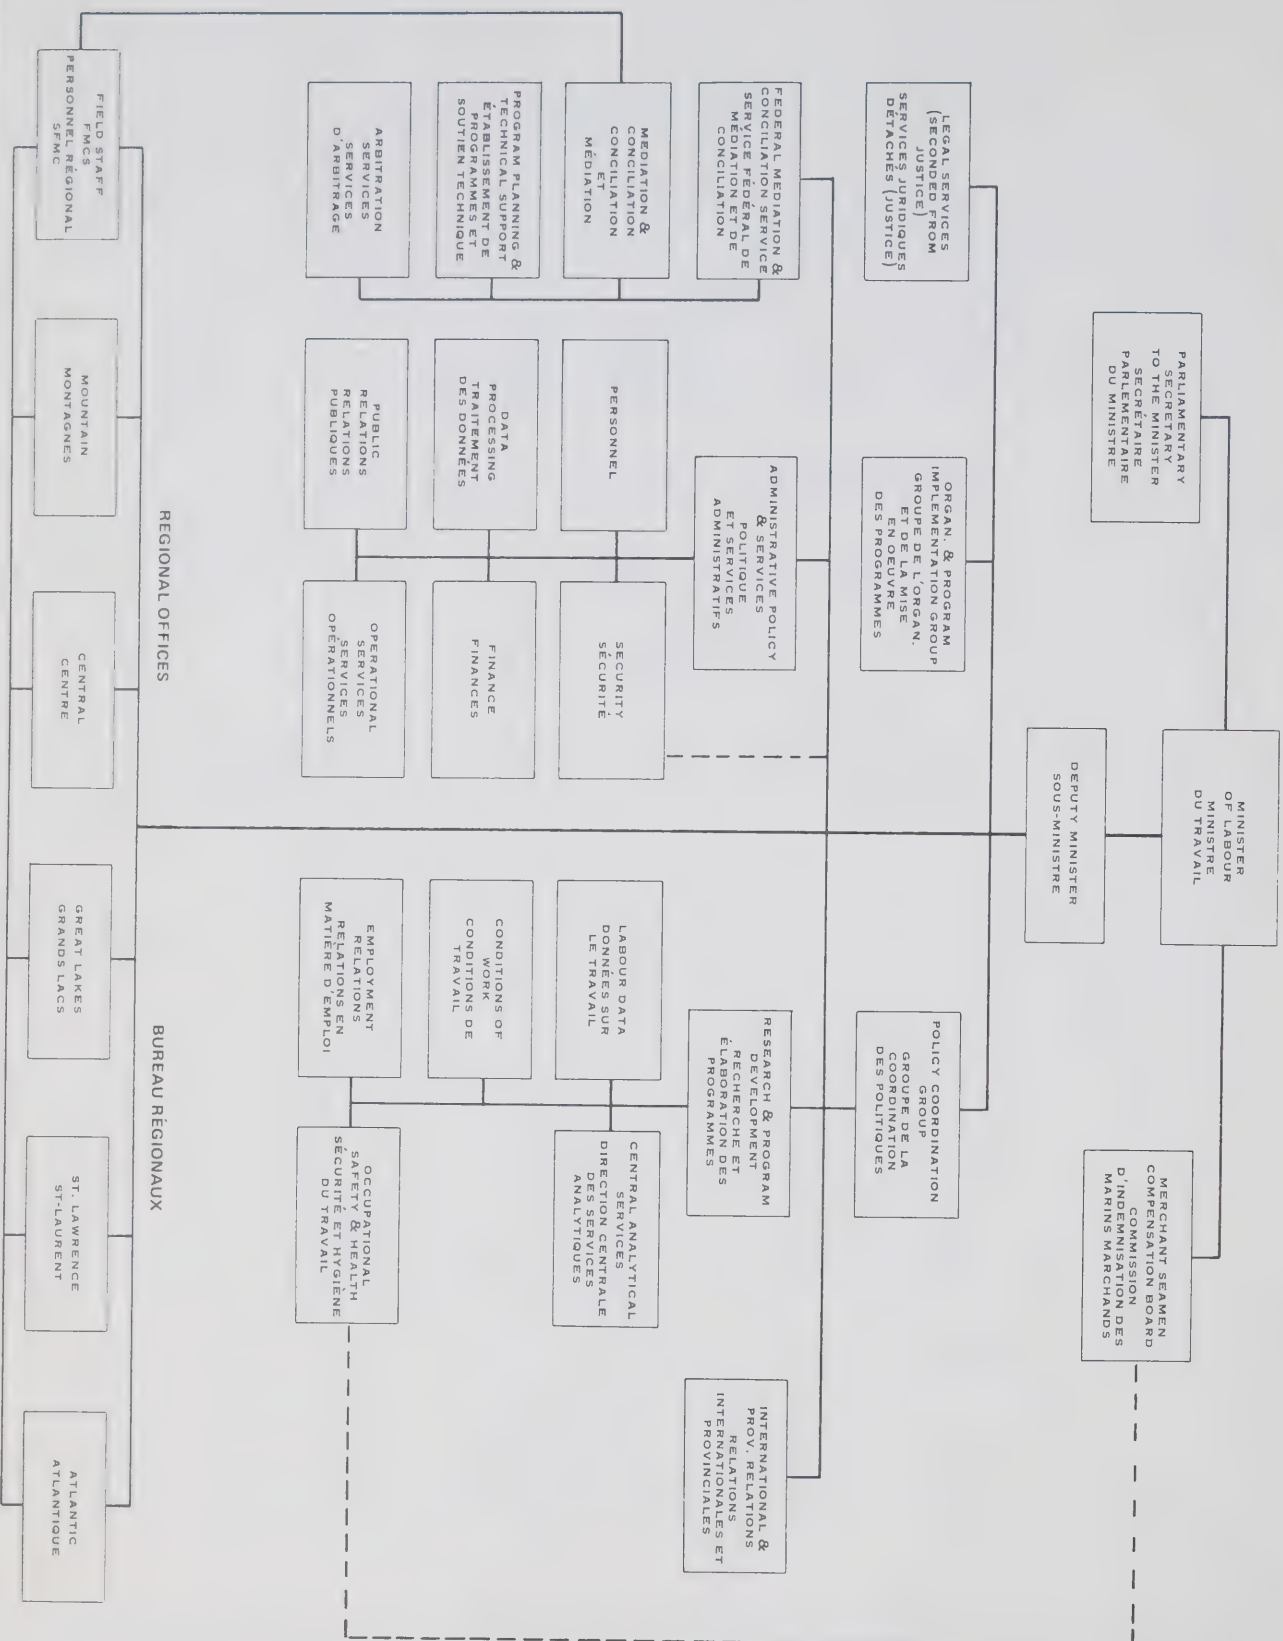 MINISTER
OF LABOUR
MINISTRE
DU TRAVAIL
PARLIAMENTARY
SECRETARY
TO THE MINISTER
SECRÉTAIRE
PARLEMENTAIRE
DU MINISTRE
MERCHANT SEAMEN
COMPENSATION BOARD
COMMISSION
D'INDEMNISATION DES
MARINS MARCHANDS
DEPUTY MINISTER
SOUS-MINISTRE
LEGAL SERVICES
(SECONDED FROM
JUSTICE)
SERVICES JURIDIQUES
DÉTACHÉS (JUSTICE)
ORGAN. & PROGRAM
IMPLEMENTATION GROUP
GROUPE DE L'ORGAN.
ET DE LA MISE
EN OEUVRE
DES PROGRAMMES
POLICY COORDINATION
GROUP
GROUPE DE LA
COORDINATION
DES POLITIQUES
FEDERAL MEDIATION &
CONCILIATION SERVICE
SERVICE FÉDÉRAL DE
MÉDIATION ET DE
CONCILIATION
ADMINISTRATIVE POLICY
& SERVICES
POLITIQUE
ET SERVICES
ADMINISTRATIFS
RESEARCH & PROGRAM
DEVELOPMENT
RECHERCHE ET
ÉLABORATION DES
PROGRAMMES
INTERNATIONAL &
PROV. RELATIONS
RELATIONS
INTERNATIONALES ET
PROVINCIALES
MEDIATION &
CONCILIATION
CONCILIATION
ET
MÉDIATION
PERSONNEL
SECURITY
SÉCURITÉ
LABOUR DATA
DONNÉES SUR
LE TRAVAIL
CENTRAL ANALYTICAL
SERVICES
DIRECTION CENTRALE
DES SERVICES
ANALYTIQUES
PROGRAM PLANNING &
TECHNICAL SUPPORT
ÉTABLISSEMENT DE
PROGRAMMES ET
SOUTIEN TECHNIQUE
DATA
PROCESSING
TRAITEMENT
DES DONNÉES
FINANCE
FINANCES
CONDITIONS OF
WORK
CONDITIONS DE
TRAVAIL
ARBITRATION
SERVICES
SERVICES
D'ARBITRAGE
PUBLIC
RELATIONS
RELATIONS
PUBLIQUES
OPERATIONAL
SERVICES
SERVICES
OPÉRATIONNELS
EMPLOYMENT
RELATIONS
RELATIONS EN
MATIÈRE D'EMPLOI
OCCUPATIONAL
SAFETY & HEALTH
SÉCURITÉ ET HYGIÈNE
DU TRAVAIL
REGIONAL OFFICES
BUREAU RÉGIONAUX
FIELD STAFF
FMCS
PERSONNEL RÉGIONAL
SFMC
MOUNTAIN
MONTAGNES
CENTRAL
CENTRE
GREAT LAKES
GRANDS LACS
ST. LAWRENCE
ST-LAURENT
ATLANTIC
ATLANTIQUE